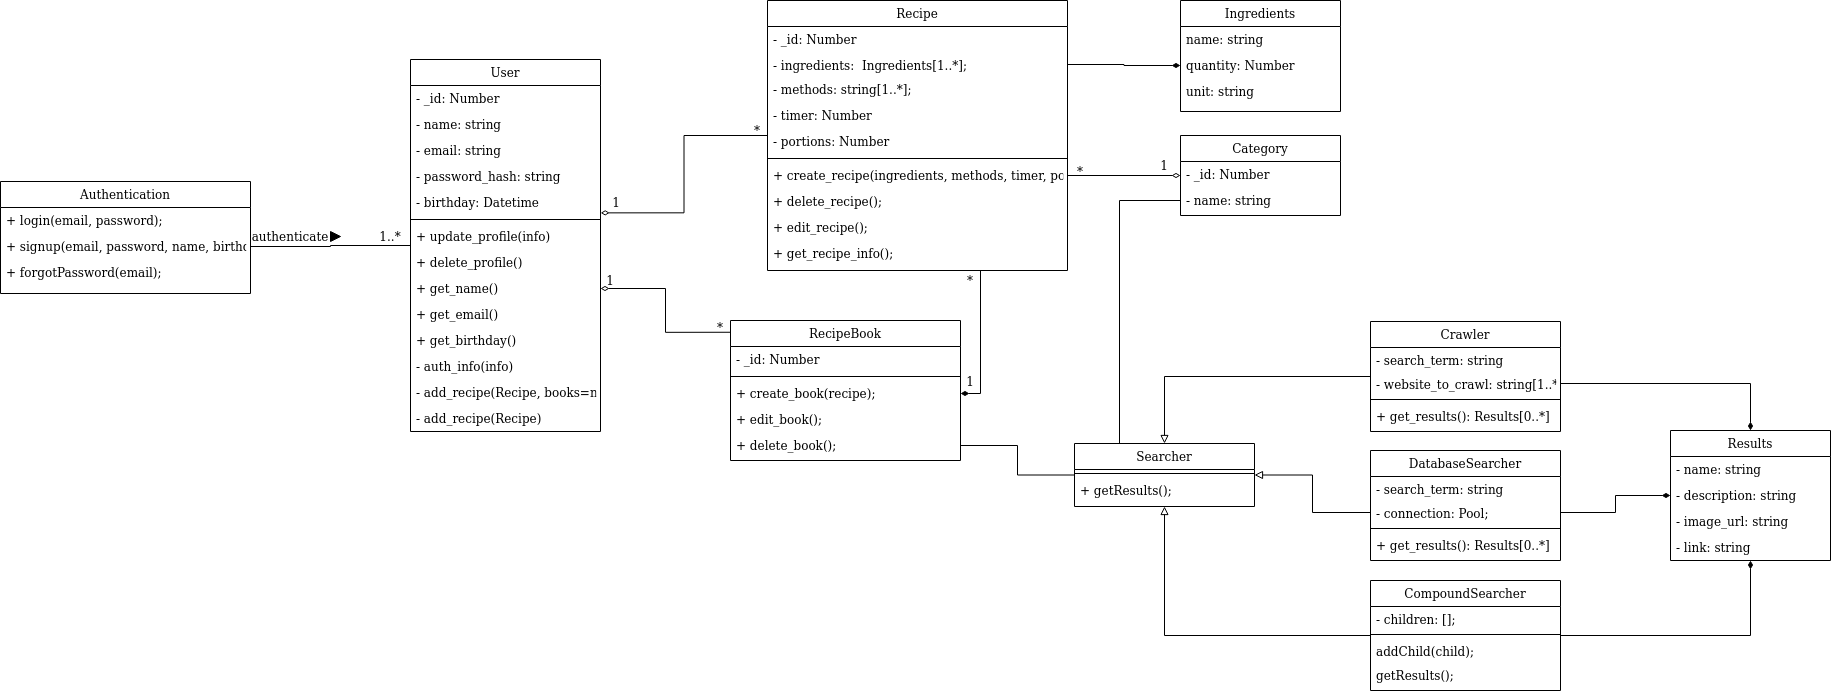 Authentication
+ login(email, password);
+ signup(email, password, name, birthd
+ forgotPassword(email);
authenticate
1..*
User
- _id: Number
- name: string
- email: string
- password_hash: string
- birthday: Datetime
+ update_profile(info)
+ delete_profile()
+ get_name()
+ get_email()
+ get_birthday()
- auth_info(info)
- add_recipe(Recipe, books=n
- add_recipe(Recipe)
1
*
1
*
Recipe
- _id: Number
- ingredients:  Ingredients[1..*];
- methods: string[1..*];
- timer: Number
- portions: Number
+ create_recipe(ingredients, methods, timer, po
+ delete_recipe();
+ edit_recipe();
+ get_recipe_info();
*
1
RecipeBook
- _id: Number
+ create_book(recipe);
+ edit_book();
+ delete_book();
Ingredients
name: string
quantity: Number
unit: string
*
1
Category
- _id: Number
- name: string
Searcher
+ getResults();
Crawler
- search_term: string
- website_to_crawl: string[1..*
+ get_results(): Results[0..*]
DatabaseSearcher
- search_term: string
- connection: Pool;
+ get_results(): Results[0..*]
CompoundSearcher
- children: [];
addChild(child);
getResults();
Results
- name: string
- description: string
- image_url: string
- link: string